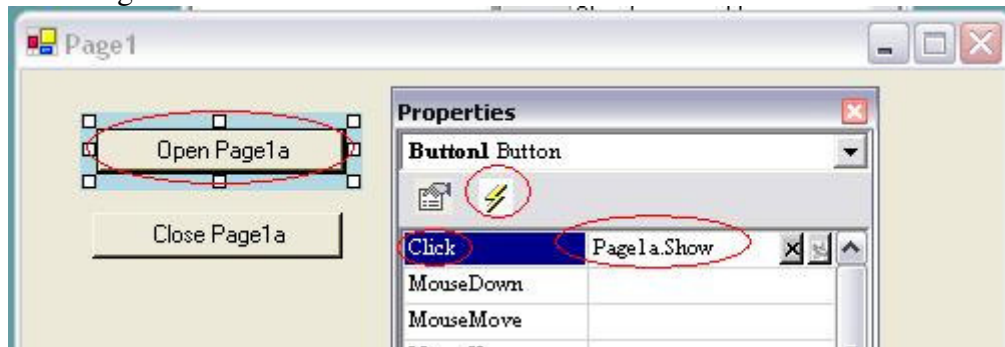 Page1
Properties
Open Page1a
Button1 Button
Close Page1a
Click Page1a.Show
MouseDown
MouseMove